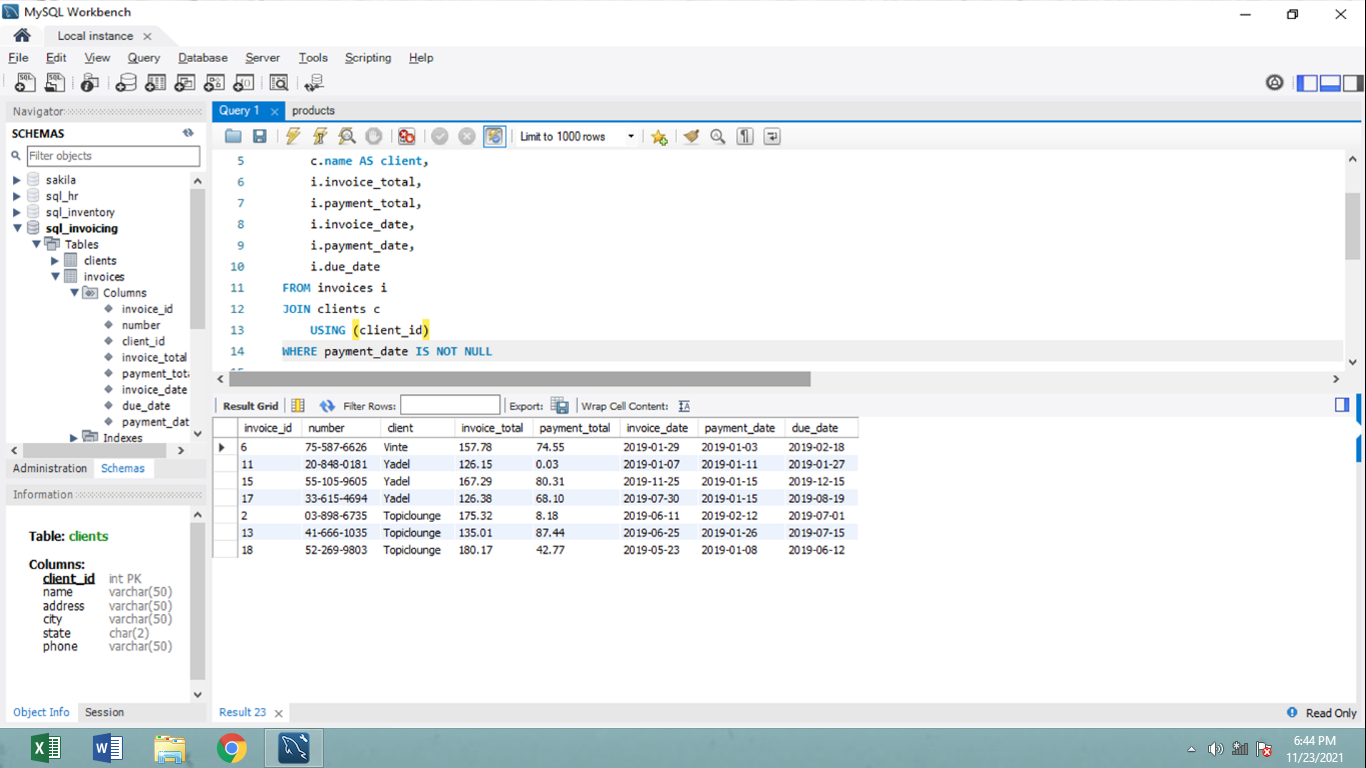 MySQL Workbench
Local instance
File Edit View Query Database Server Tools Scripting Help
Navigator
SCHEMAS
Filter objects
sakila
sql_hr
sql_inventory
sql_invoicing
Tables
clients
invoices
Columns
invoice_id
number
client_id
invoice_total
payment_tot
invoice_date
due_date
payment_dat
Indexes
Administration Schemas
Information
Table: clients
Columns:
client_id int PK
name varchar(50)
address varchar(50)
city varchar(50)
state char(2)
phone varchar(50)
Object Info Session
Query 1 products
Limit to 1000 rows
5 c.name AS client,
6 i.invoice_total,
7 i.payment_total,
8 i.invoice_date,
9 i.payment_date,
10 i.due_date
11 FROM invoices i
12 JOIN clients c
13 USING (client_id)
14 WHERE payment_date IS NOT NULL
Result Grid Filter Rows: Export: Wrap Cell Content:
invoice_id number client invoice_total payment_total invoice_date payment_date due_date
6 75-587-6626 Vinte 157.78 74.55 2019-01-29 2019-01-03 2019-02-18
11 20-848-0181 Yadel 126.15 0.03 2019-01-07 2019-01-11 2019-01-27
15 55-105-9605 Yadel 167.29 80.31 2019-11-25 2019-01-15 2019-12-15
17 33-615-4694 Yadel 126.38 68.10 2019-07-30 2019-01-15 2019-08-19
2 03-898-6735 Topiclounge 175.32 8.18 2019-06-11 2019-02-12 2019-07-01
13 41-666-1035 Topiclounge 135.01 87.44 2019-06-25 2019-01-26 2019-07-15
18 52-269-9803 Topiclounge 180.17 42.77 2019-05-23 2019-01-08 2019-06-12
Result 23
Read Only
6:44 PM
11/23/2021